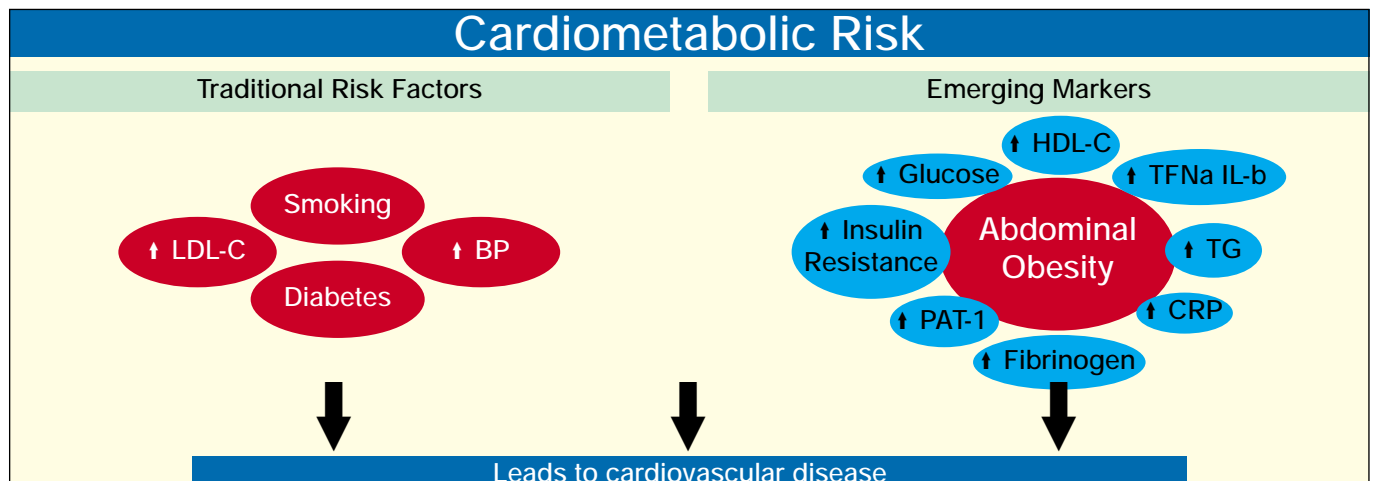 Cardiometabolic Risk
Traditional Risk Factors
Emerging Markers
Smoking
⬆ LDL-C
⬆ BP
Diabetes
⬆ HDL-C
⬆ Glucose
⬆ TFNa IL-b
⬆ Insulin
Resistance
Abdominal
Obesity
⬆ TG
⬆ PAT-1
⬆ CRP
⬆ Fibrinogen
Leads to cardiovascular disease